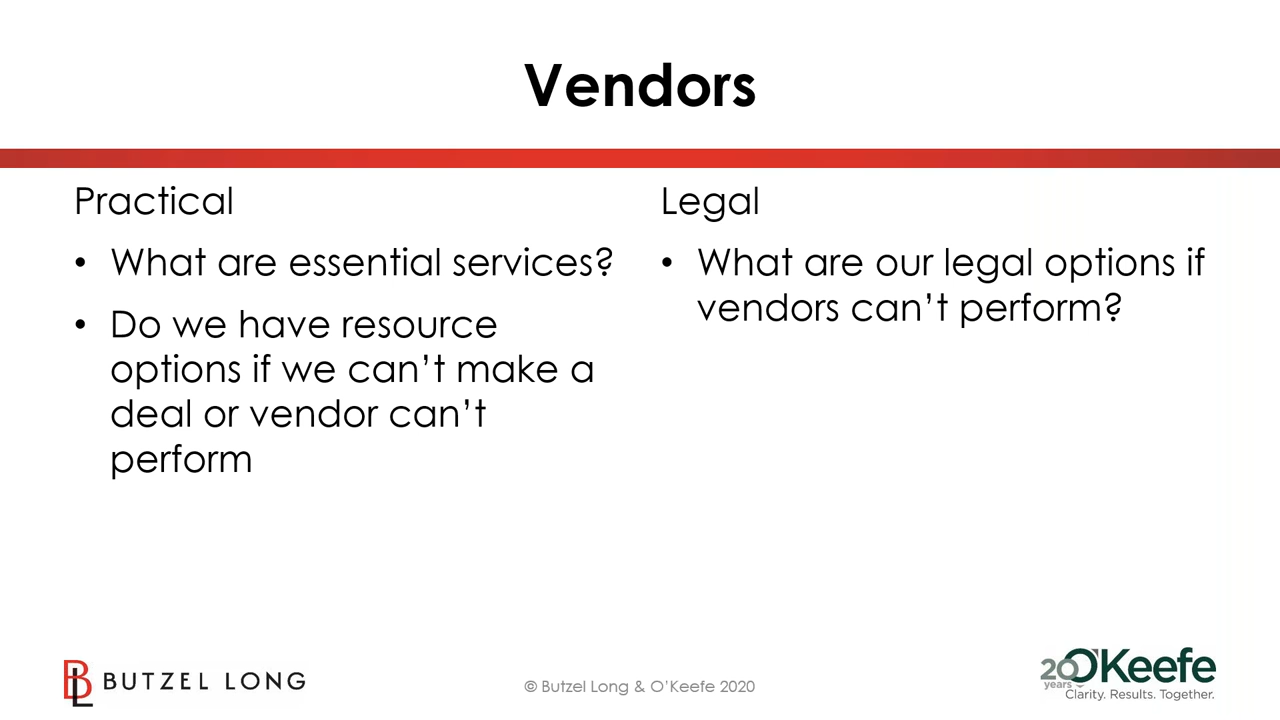 Vendors
Practical
• What are essential services?
• Do we have resource
options if we can’t make a
deal or vendor can’t
perform
Legal
• What are our legal options if
vendors can’t perform?
BL BUTZEL LONG
© Butzel Long & O’Keefe 2020
20 years O’Keefe
Clarity. Results. Together.